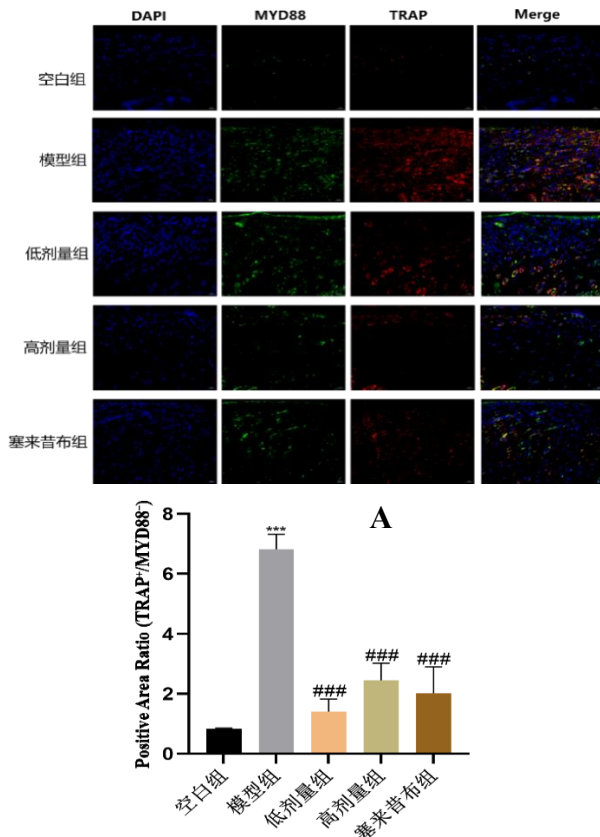 DAPI MYD88 TRAP Merge
空白组
模型组
低剂量组
高剂量组
塞来昔布组
A
Positive Area Ratio (TRAP⁺/MYD88⁻)
8
6
4
2
0
***
###
###
###
空白组
模型组
低剂量组
高剂量组
塞来昔布组